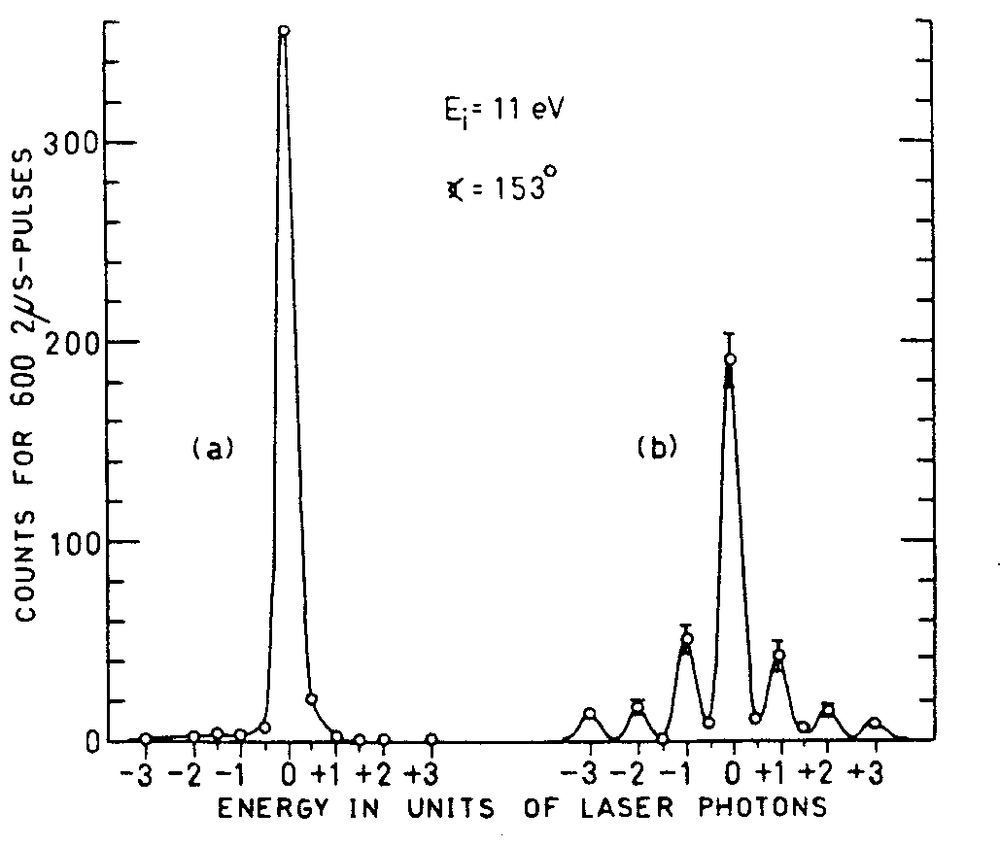 COUNTS FOR 600 2μS-PULSES
300
200
100
0
Ei = 11 eV
∢ = 153°
(a)
(b)
-3 -2 -1 0 +1 +2 +3
-3 -2 -1 0 +1 +2 +3
ENERGY IN UNITS OF LASER PHOTONS